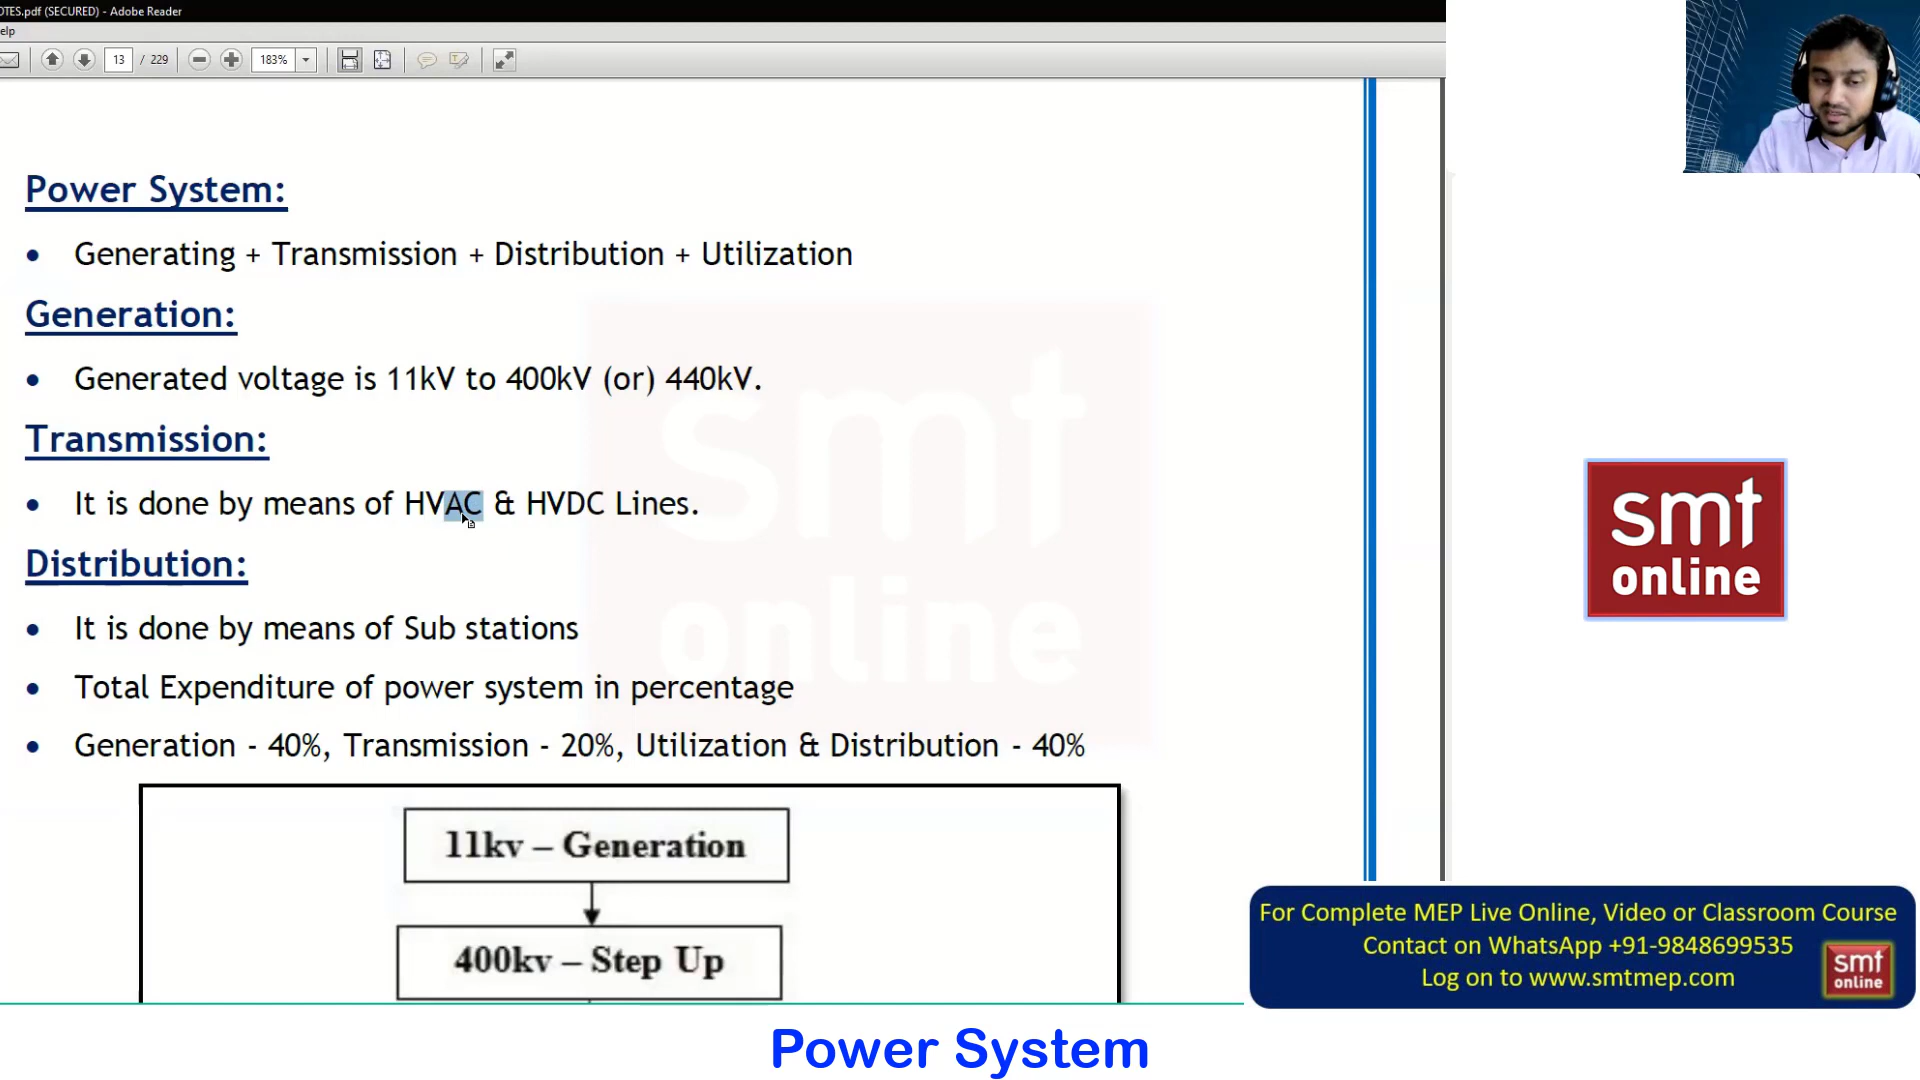 OTES.pdf (SECURED) - Adobe Reader
elp
13 / 229 183%
Power System:
• Generating + Transmission + Distribution + Utilization
Generation:
• Generated voltage is 11kV to 400kV (or) 440kV.
Transmission:
• It is done by means of HVAC & HVDC Lines.
Distribution:
• It is done by means of Sub stations
• Total Expenditure of power system in percentage
• Generation - 40%, Transmission - 20%, Utilization & Distribution - 40%
smt
online
11kv – Generation
400kv – Step Up
smt
online
For Complete MEP Live Online, Video or Classroom Course
Contact on WhatsApp +91-9848699535
Log on to www.smtmep.com
smt
online
Power System